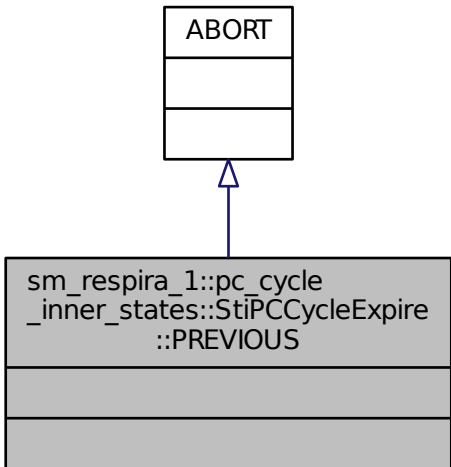 ABORT
sm_respira_1::pc_cycle
_inner_states::StiPCCycleExpire
::PREVIOUS